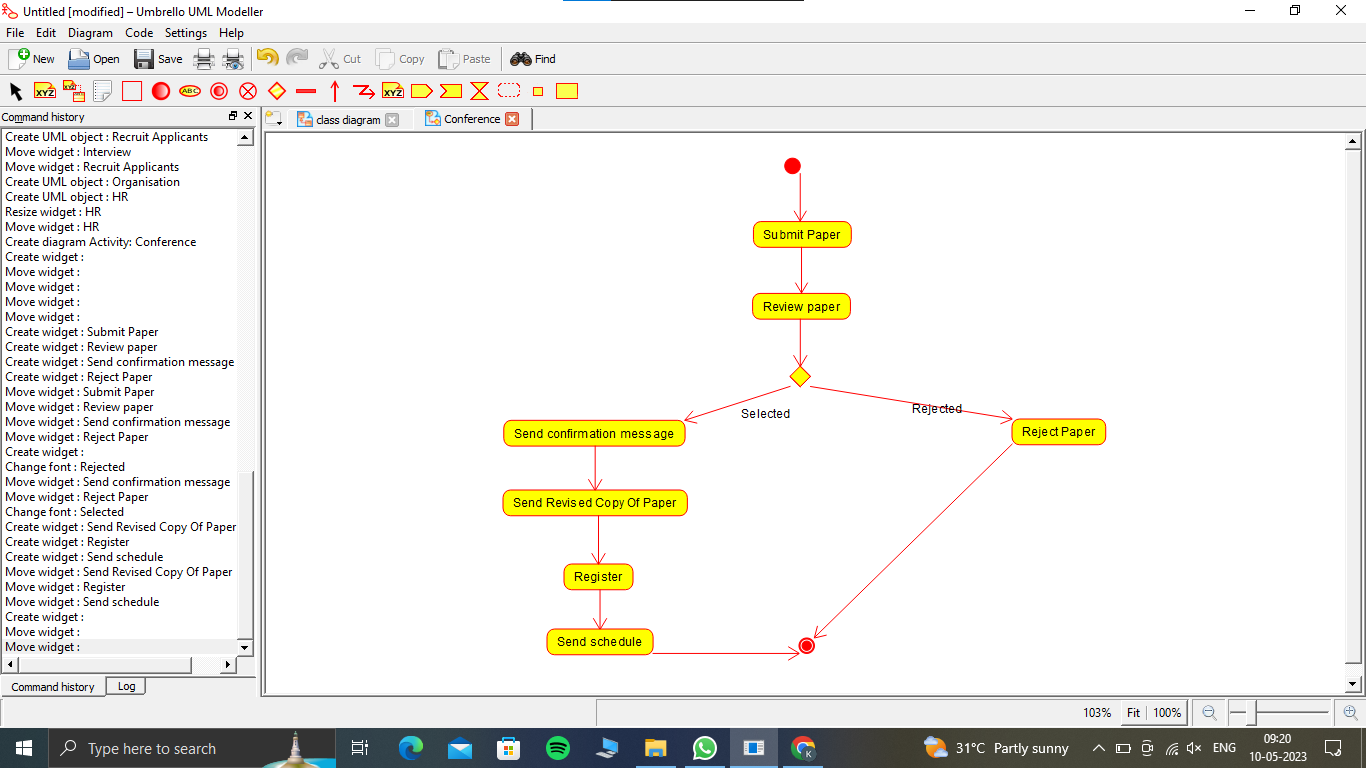 Untitled [modified] – Umbrello UML Modeller
File Edit Diagram Code Settings Help
New Open Save Cut Copy Paste Find
XYZ XYZ ABC XYZ
Command history
class diagram Conference
Create UML object : Recruit Applicants
Move widget : Interview
Move widget : Recruit Applicants
Create UML object : Organisation
Create UML object : HR
Resize widget : HR
Move widget : HR
Create diagram Activity: Conference
Create widget :
Move widget :
Move widget :
Move widget :
Move widget :
Create widget : Submit Paper
Create widget : Review paper
Create widget : Send confirmation message
Create widget : Reject Paper
Move widget : Submit Paper
Move widget : Review paper
Move widget : Send confirmation message
Move widget : Reject Paper
Create widget :
Change font : Rejected
Move widget : Send confirmation message
Move widget : Reject Paper
Change font : Selected
Create widget : Send Revised Copy Of Paper
Create widget : Register
Create widget : Send schedule
Move widget : Send Revised Copy Of Paper
Move widget : Register
Move widget : Send schedule
Create widget :
Move widget :
Move widget :
Command history Log
Submit Paper
Review paper
Selected
Rejected
Send confirmation message
Reject Paper
Send Revised Copy Of Paper
Register
Send schedule
103% Fit 100%
Type here to search
K
31°C Partly sunny
ENG
09:20
10-05-2023